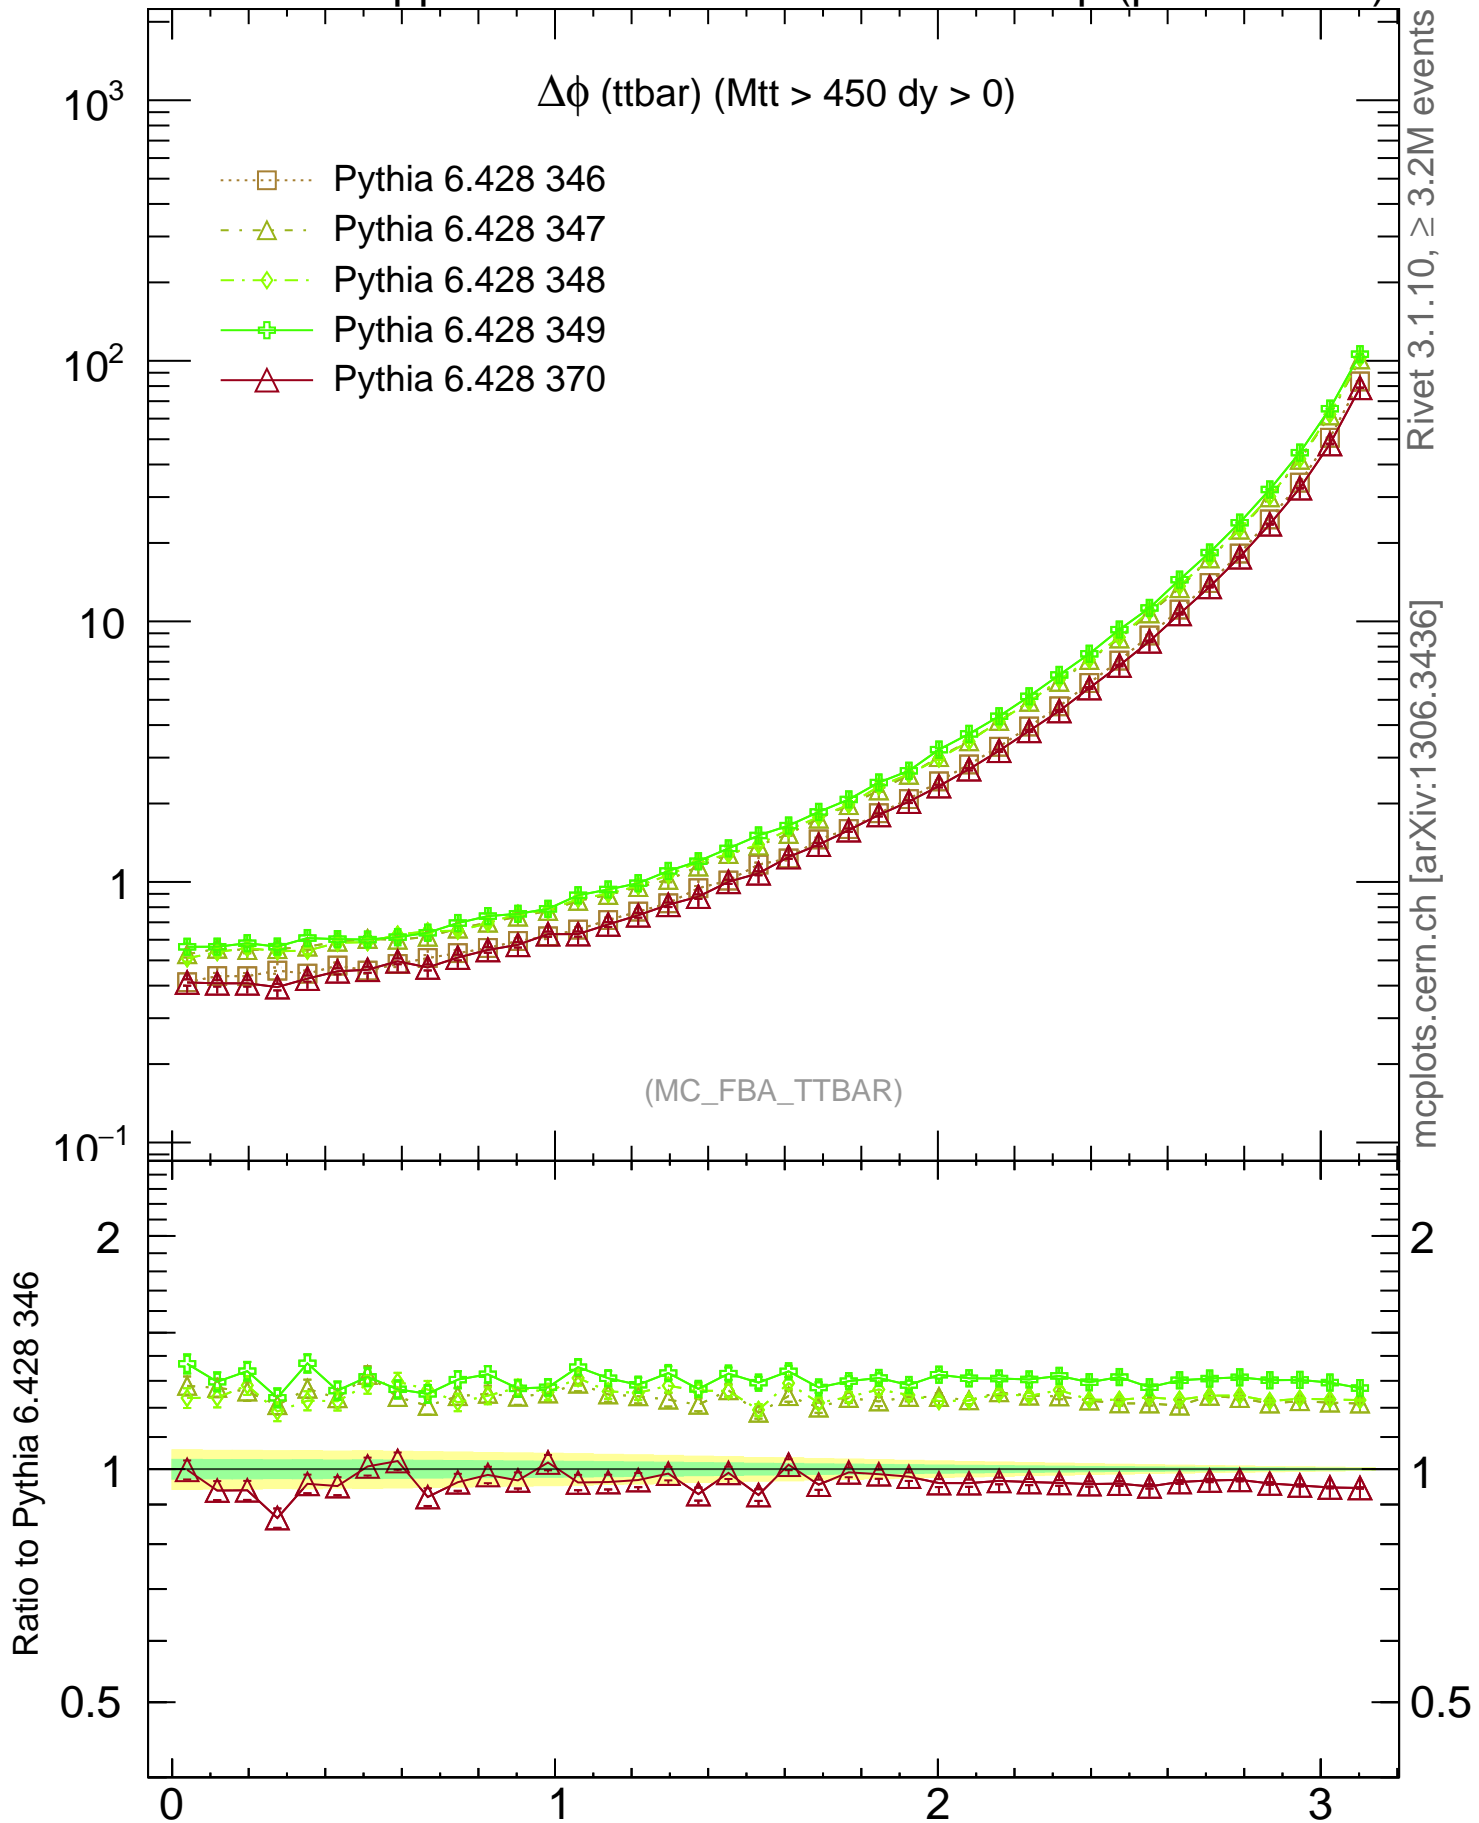 Δϕ (ttbar) (Mtt > 450 dy > 0)
Pythia 6.428 346
Pythia 6.428 347
Pythia 6.428 348
Pythia 6.428 349
Pythia 6.428 370
10³
10²
10
1
10⁻¹
(MC_FBA_TTBAR)
Rivet 3.1.10, ≥ 3.2M events
mcplots.cern.ch [arXiv:1306.3436]
Ratio to Pythia 6.428 346
2
1
0.5
2
1
0.5
0
1
2
3